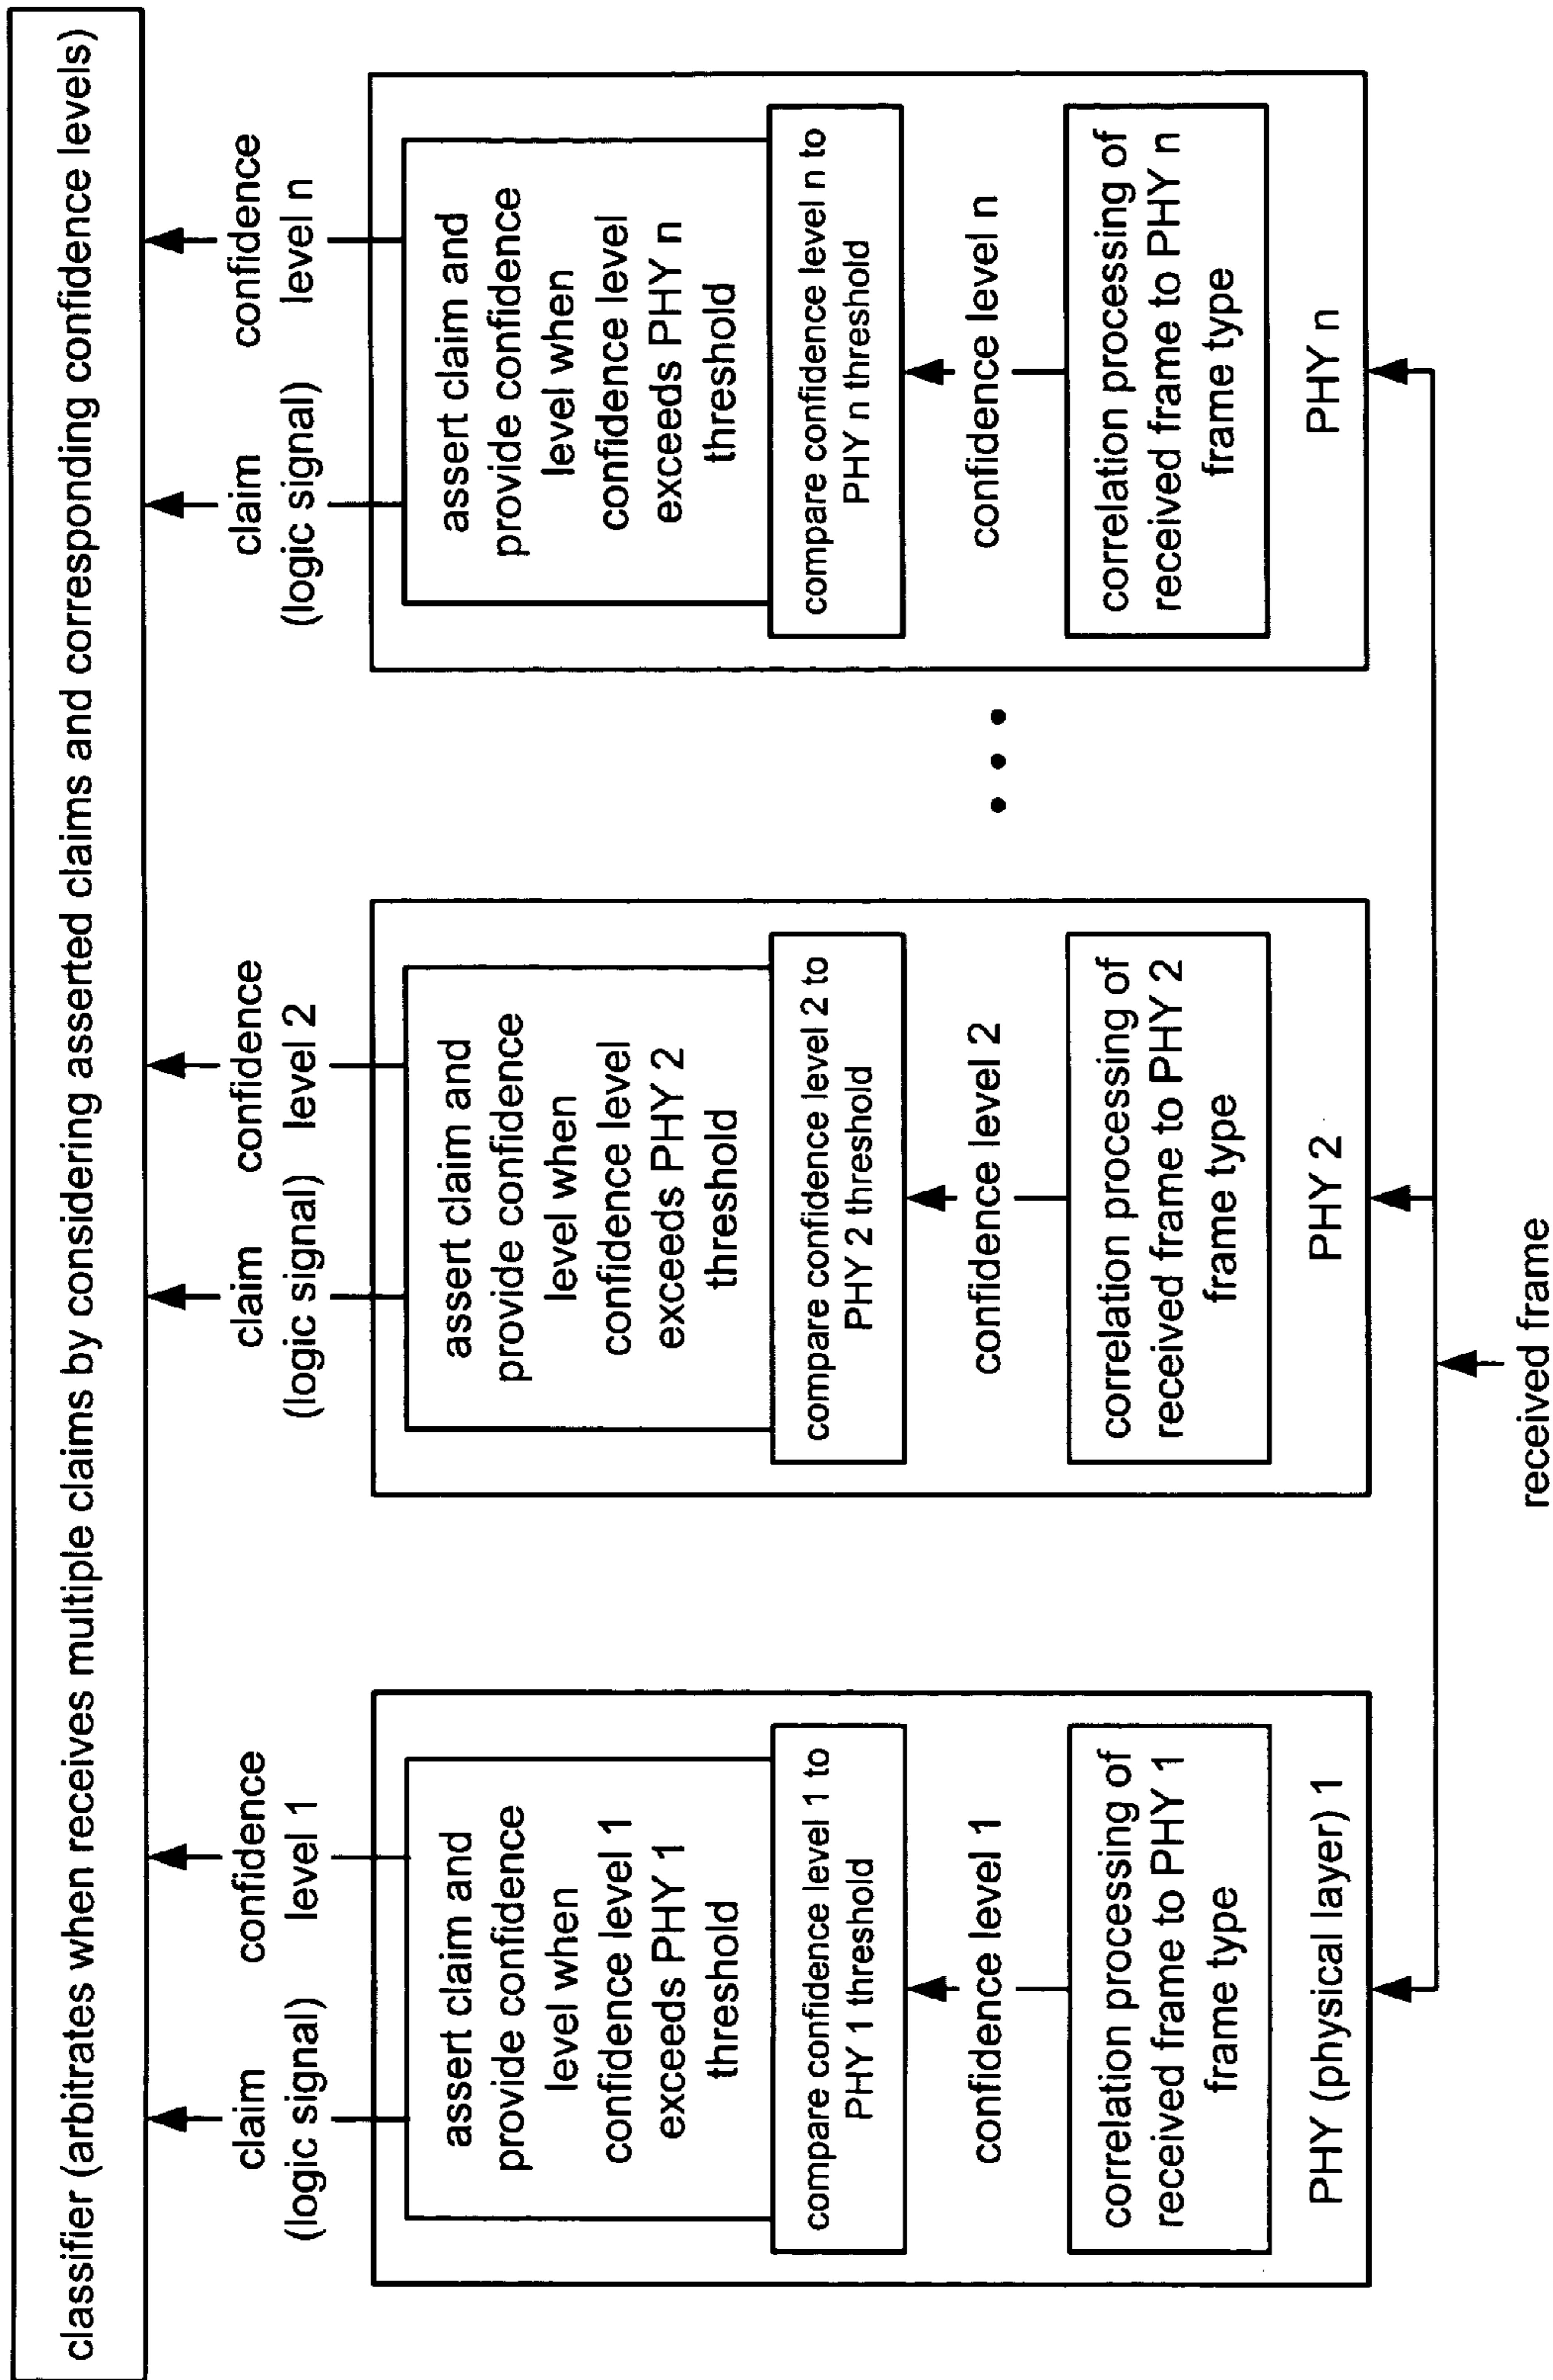 classifier (arbitrates when receives multiple claims by considering asserted claims and corresponding confidence levels)
claim
(logic signal)
confidence
level 1
assert claim and
provide confidence
level when
confidence level 1
exceeds PHY 1
threshold
compare confidence level 1 to
PHY 1 threshold
confidence level 1
correlation processing of
received frame to PHY 1
frame type
PHY (physical layer) 1
claim
(logic signal)
confidence
level 2
assert claim and
provide confidence
level when
confidence level
exceeds PHY 2
threshold
compare confidence level 2 to
PHY 2 threshold
confidence level 2
correlation processing of
received frame to PHY 2
frame type
PHY 2
claim
(logic signal)
confidence
level n
assert claim and
provide confidence
level when
confidence level
exceeds PHY n
threshold
compare confidence level n to
PHY n threshold
confidence level n
correlation processing of
received frame to PHY n
frame type
PHY n
received frame